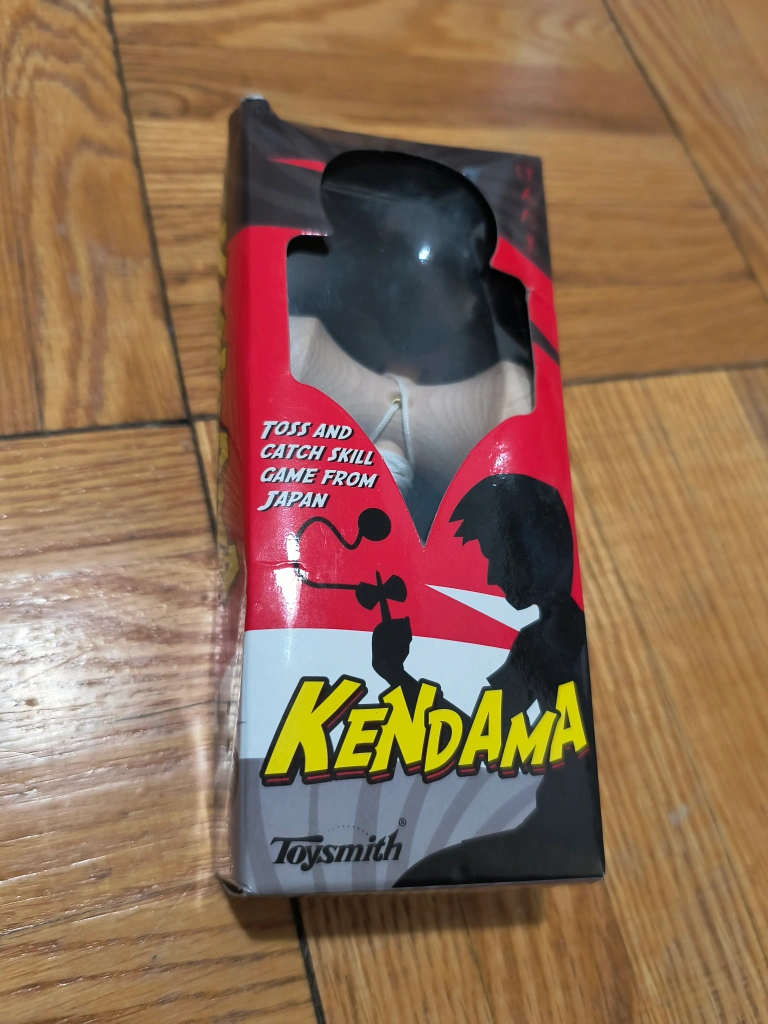 TOSS AND
CATCH SKILL
GAME FROM
JAPAN
KENDAMA
Toysmith®